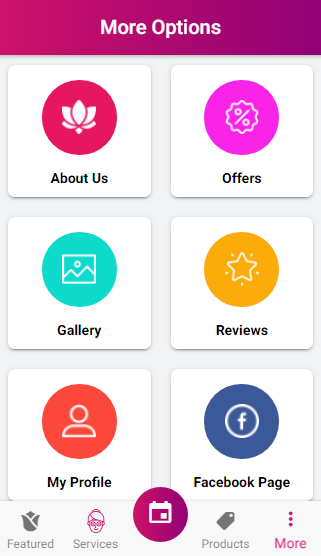 More Options
About Us
Offers
Gallery
Reviews
My Profile
Facebook Page
Featured
Services
Products
More